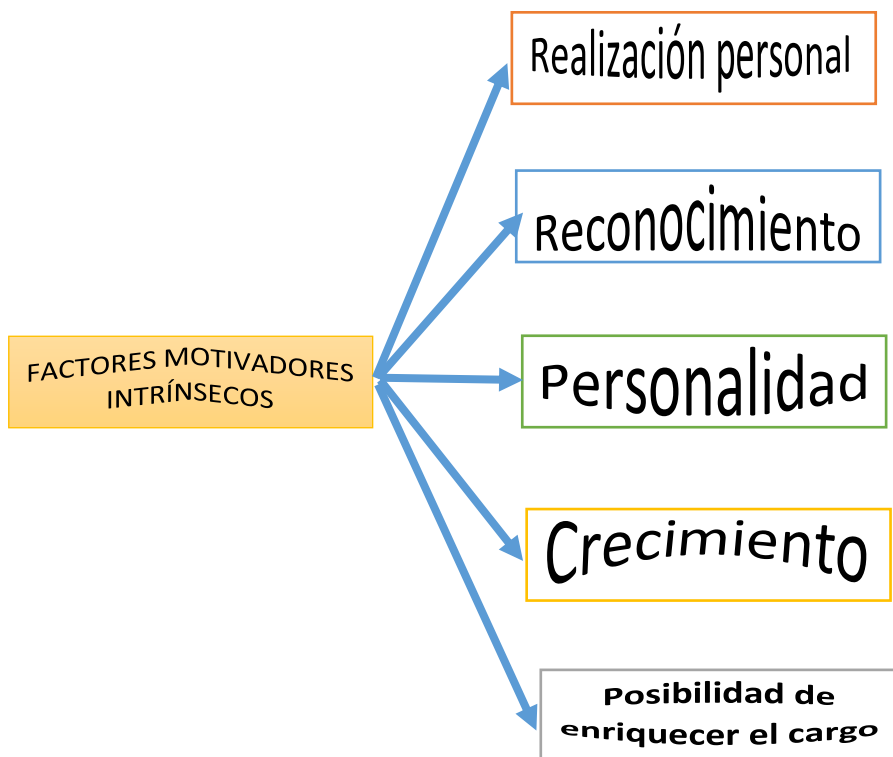 FACTORES MOTIVADORES
INTRÍNSECOS
Realización personal
Reconocimiento
Personalidad
Crecimiento
Posibilidad de
enriquecer el cargo